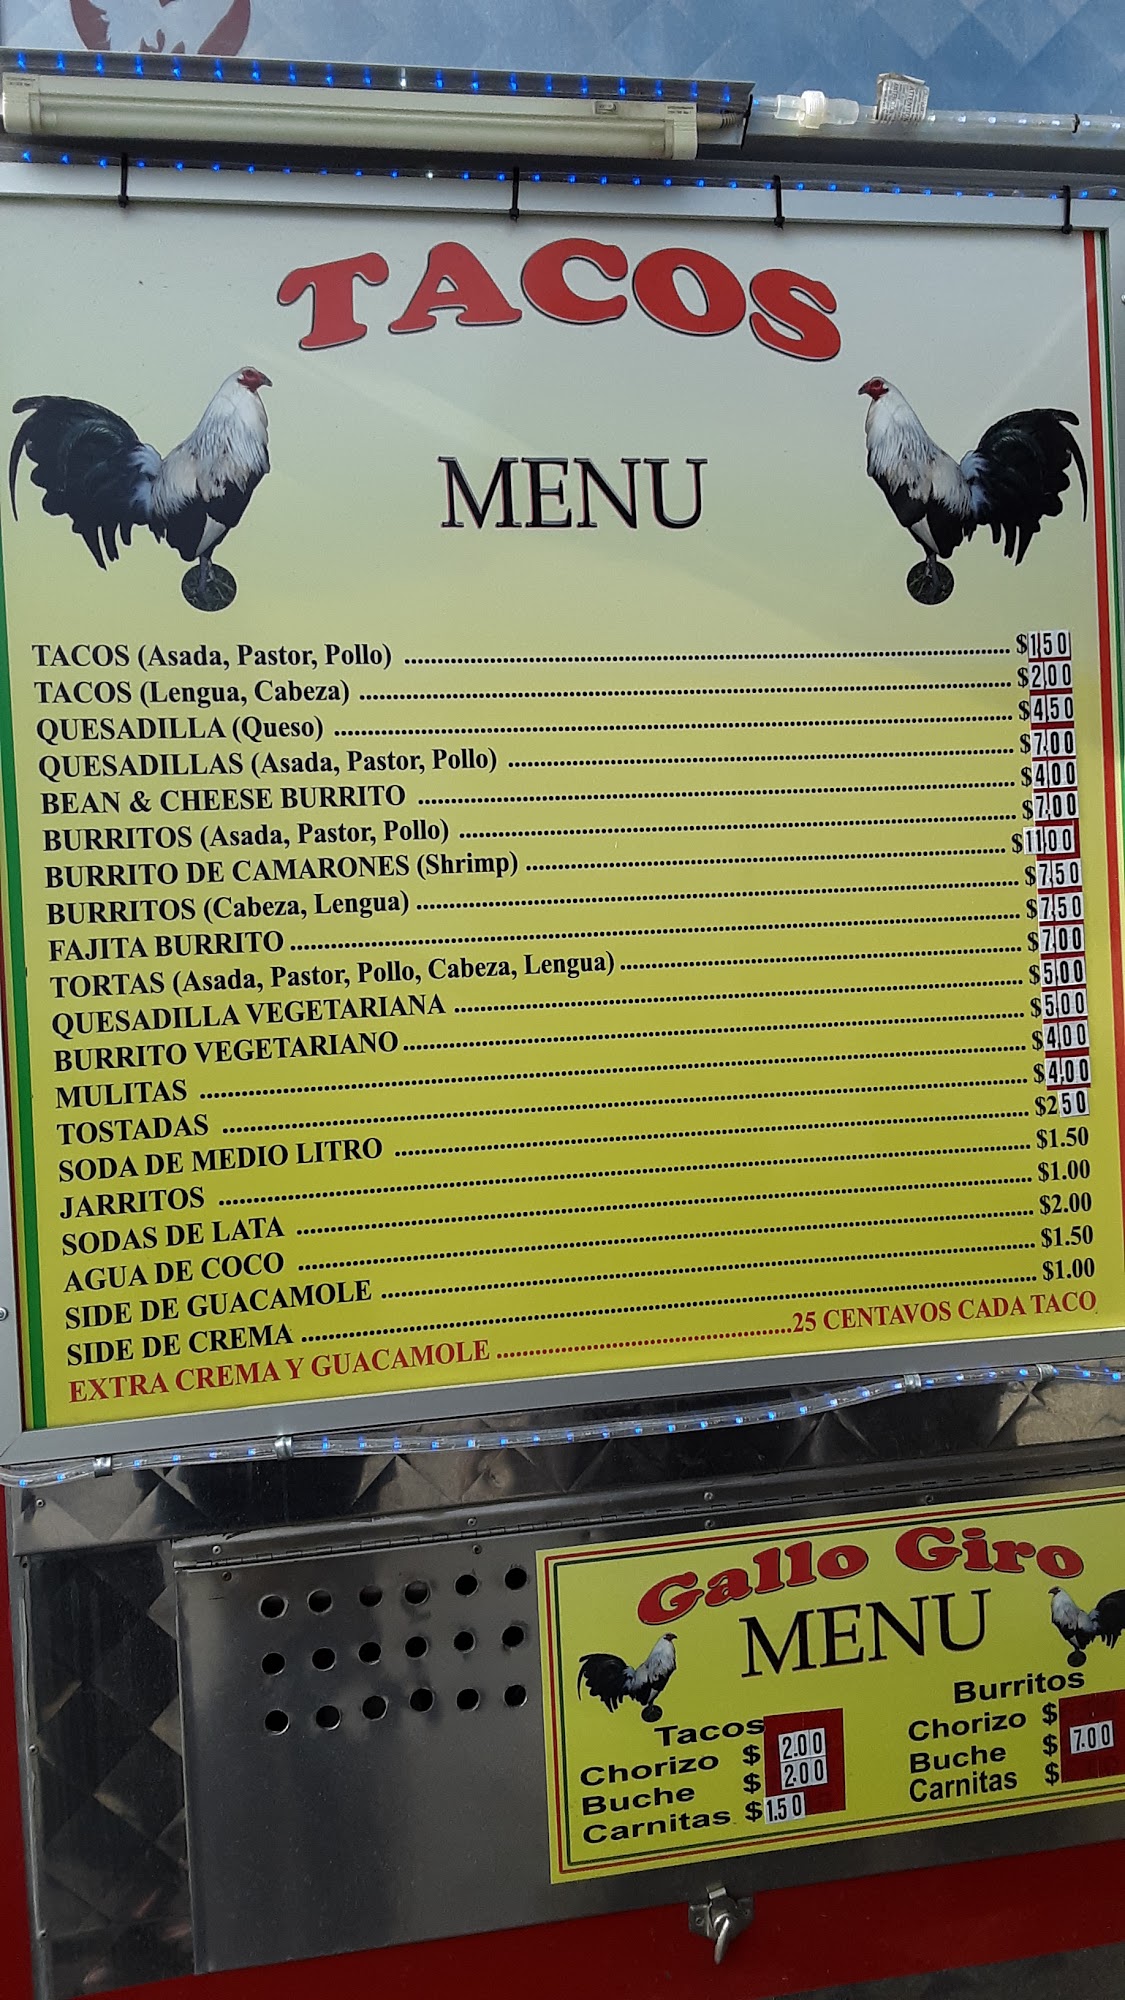 TACOS
MENU
TACOS (Asada, Pastor, Pollo) ........ $1.50
TACOS (Lengua, Cabeza) ........ $2.00
QUESADILLA (Queso) ........ $4.50
QUESADILLAS (Asada, Pastor, Pollo) ........ $7.00
BEAN & CHEESE BURRITO ........ $4.00
BURRITOS (Asada, Pastor, Pollo) ........ $7.00
BURRITO DE CAMARONES (Shrimp) ........ $11.00
BURRITOS (Cabeza, Lengua) ........ $7.50
FAJITA BURRITO ........ $7.50
TORTAS (Asada, Pastor, Pollo, Cabeza, Lengua) ........ $7.00
QUESADILLA VEGETARIANA ........ $5.00
BURRITO VEGETARIANO ........ $5.00
MULITAS ........ $4.00
TOSTADAS ........ $4.00
SODA DE MEDIO LITRO ........ $2.50
JARRITOS ........ $1.50
SODAS DE LATA ........ $1.00
AGUA DE COCO ........ $2.00
SIDE DE GUACAMOLE ........ $1.50
SIDE DE CREMA ........ $1.00
EXTRA CREMA Y GUACAMOLE ........ 25 CENTAVOS CADA TACO
Gallo Giro
MENU
Tacos
Chorizo $ 2.00
Buche $ 2.00
Carnitas $1.50
Burritos
Chorizo $
Buche $ 7.00
Carnitas $